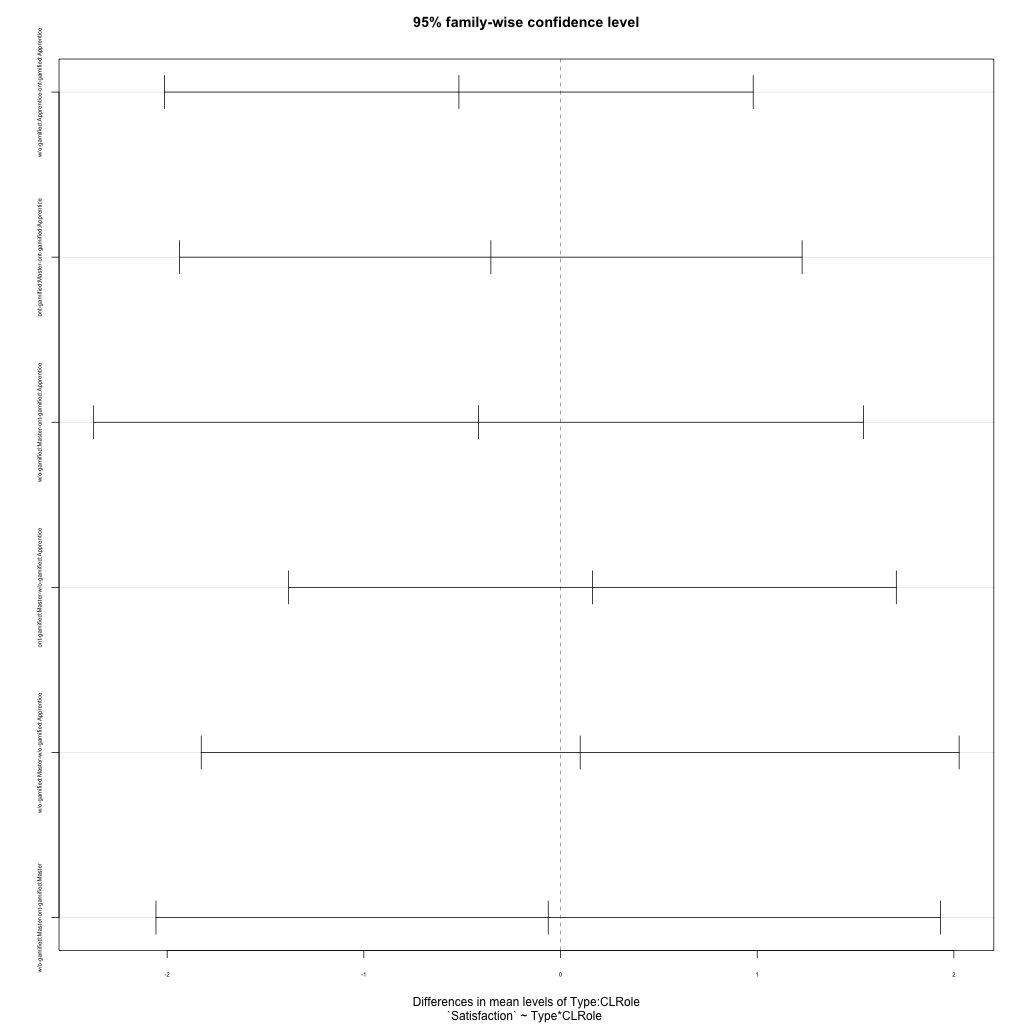 95% family-wise confidence level
w/o-gamified:Apprentice-ont-gamified:Apprentice
ont-gamified:Master-ont-gamified:Apprentice
w/o-gamified:Master-ont-gamified:Apprentice
ont-gamified:Master-w/o-gamified:Apprentice
w/o-gamified:Master-w/o-gamified:Apprentice
w/o-gamified:Master-ont-gamified:Master
-2 -1 0 1 2
Differences in mean levels of Type:CLRole
`Satisfaction` ~ Type*CLRole